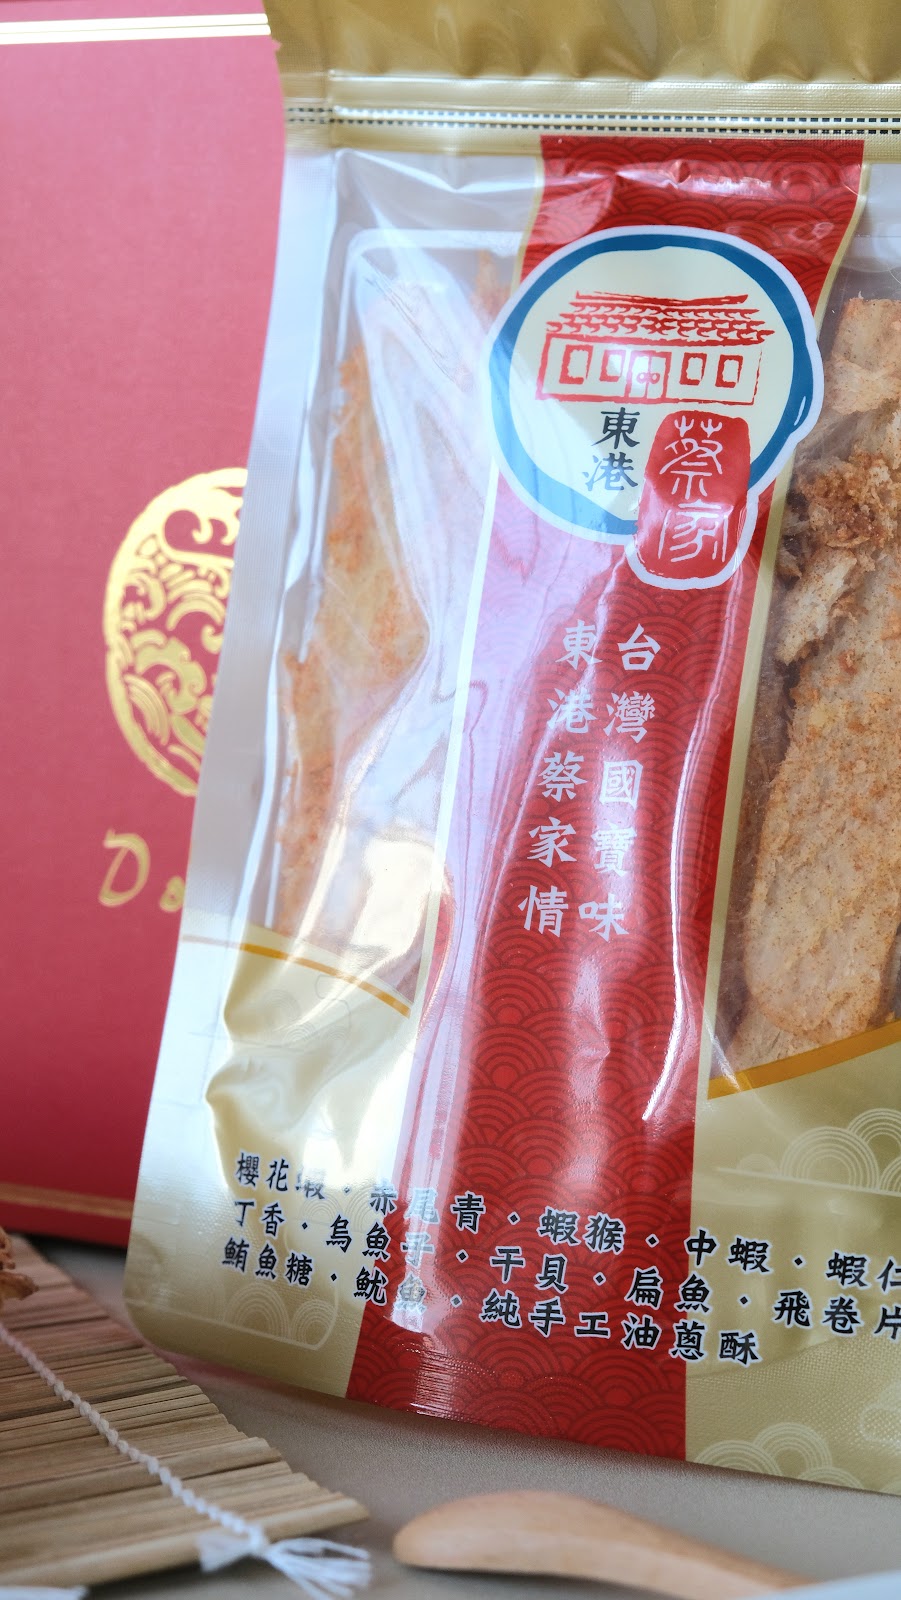 東港
蔡家
台灣國寶味
東港蔡家情
櫻花蝦·赤尾青·蝦猴·中蝦·蝦仁
丁香·烏魚子·干貝·扁魚·飛卷片
鮪魚糖·魷魚·純手工油蔥酥